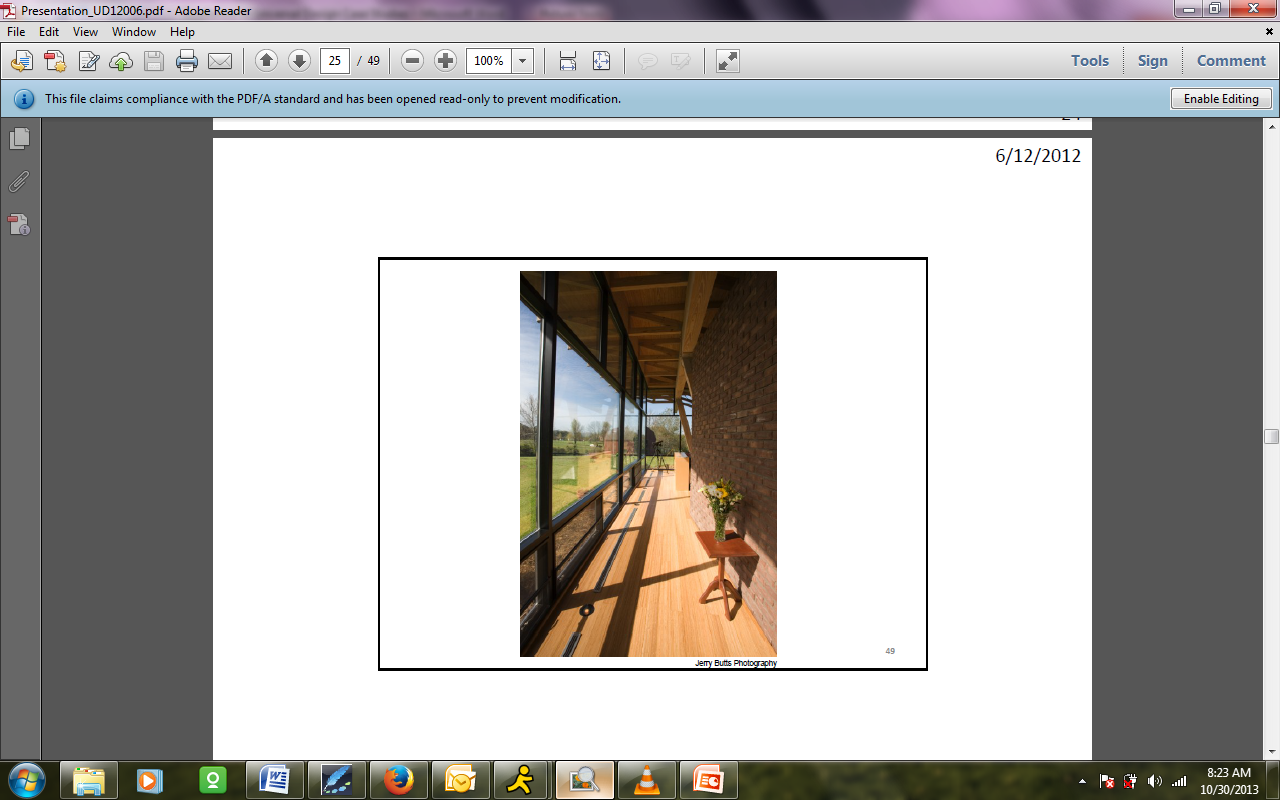 Presentation_UD12006.pdf - Adobe Reader
File Edit View Window Help
25 / 49 100% Tools Sign Comment
This file claims compliance with the PDF/A standard and has been opened read-only to prevent modification. Enable Editing
6/12/2012
49
Jerry Butts Photography
8:23 AM
10/30/2013